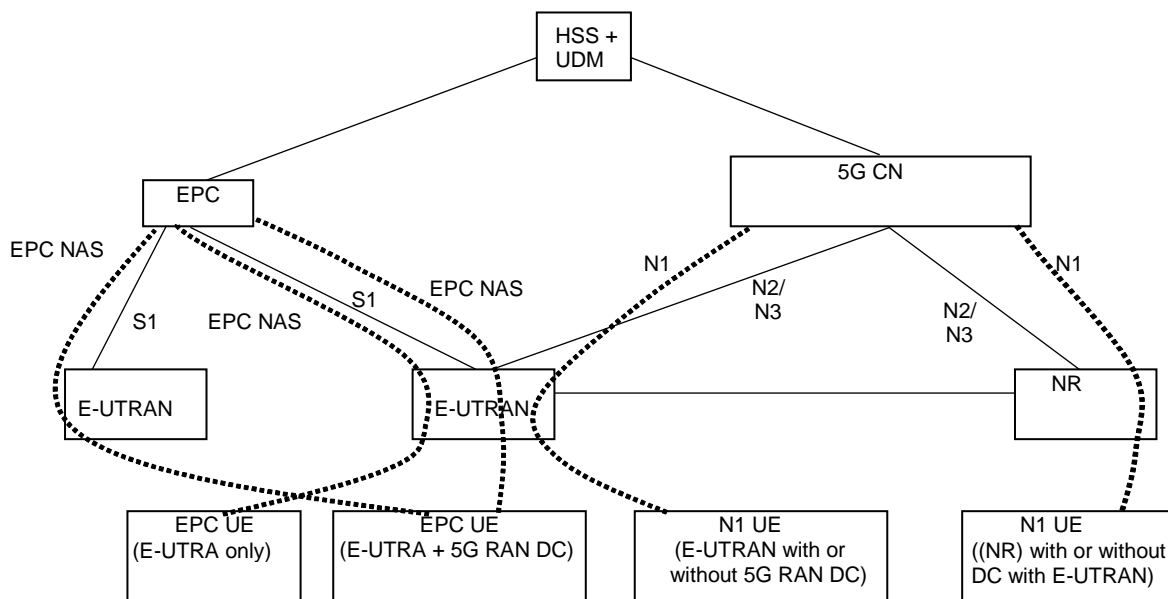 HSS +
UDM
EPC
5G CN
EPC NAS
N1
N1
S1
EPC NAS
S1
EPC NAS
N2/
N3
N2/
N3
E-UTRAN
E-UTRAN
NR
EPC UE
(E-UTRA only)
EPC UE
(E-UTRA + 5G RAN DC)
N1 UE
(E-UTRAN with or
without 5G RAN DC)
N1 UE
((NR) with or without
DC with E-UTRAN)